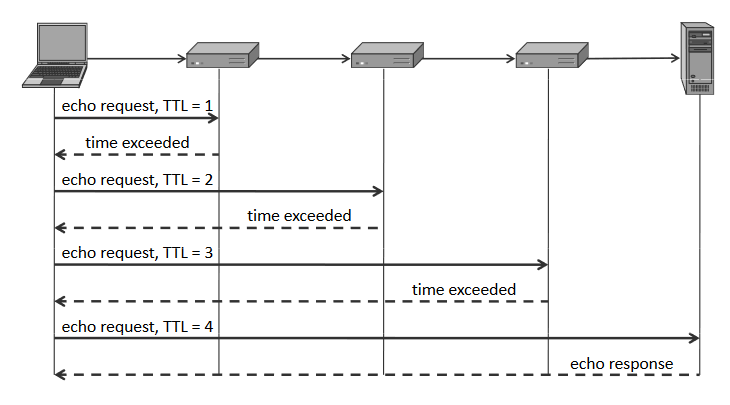 echo request, TTL = 1
time exceeded
echo request, TTL = 2
time exceeded
echo request, TTL = 3
time exceeded
echo request, TTL = 4
echo response